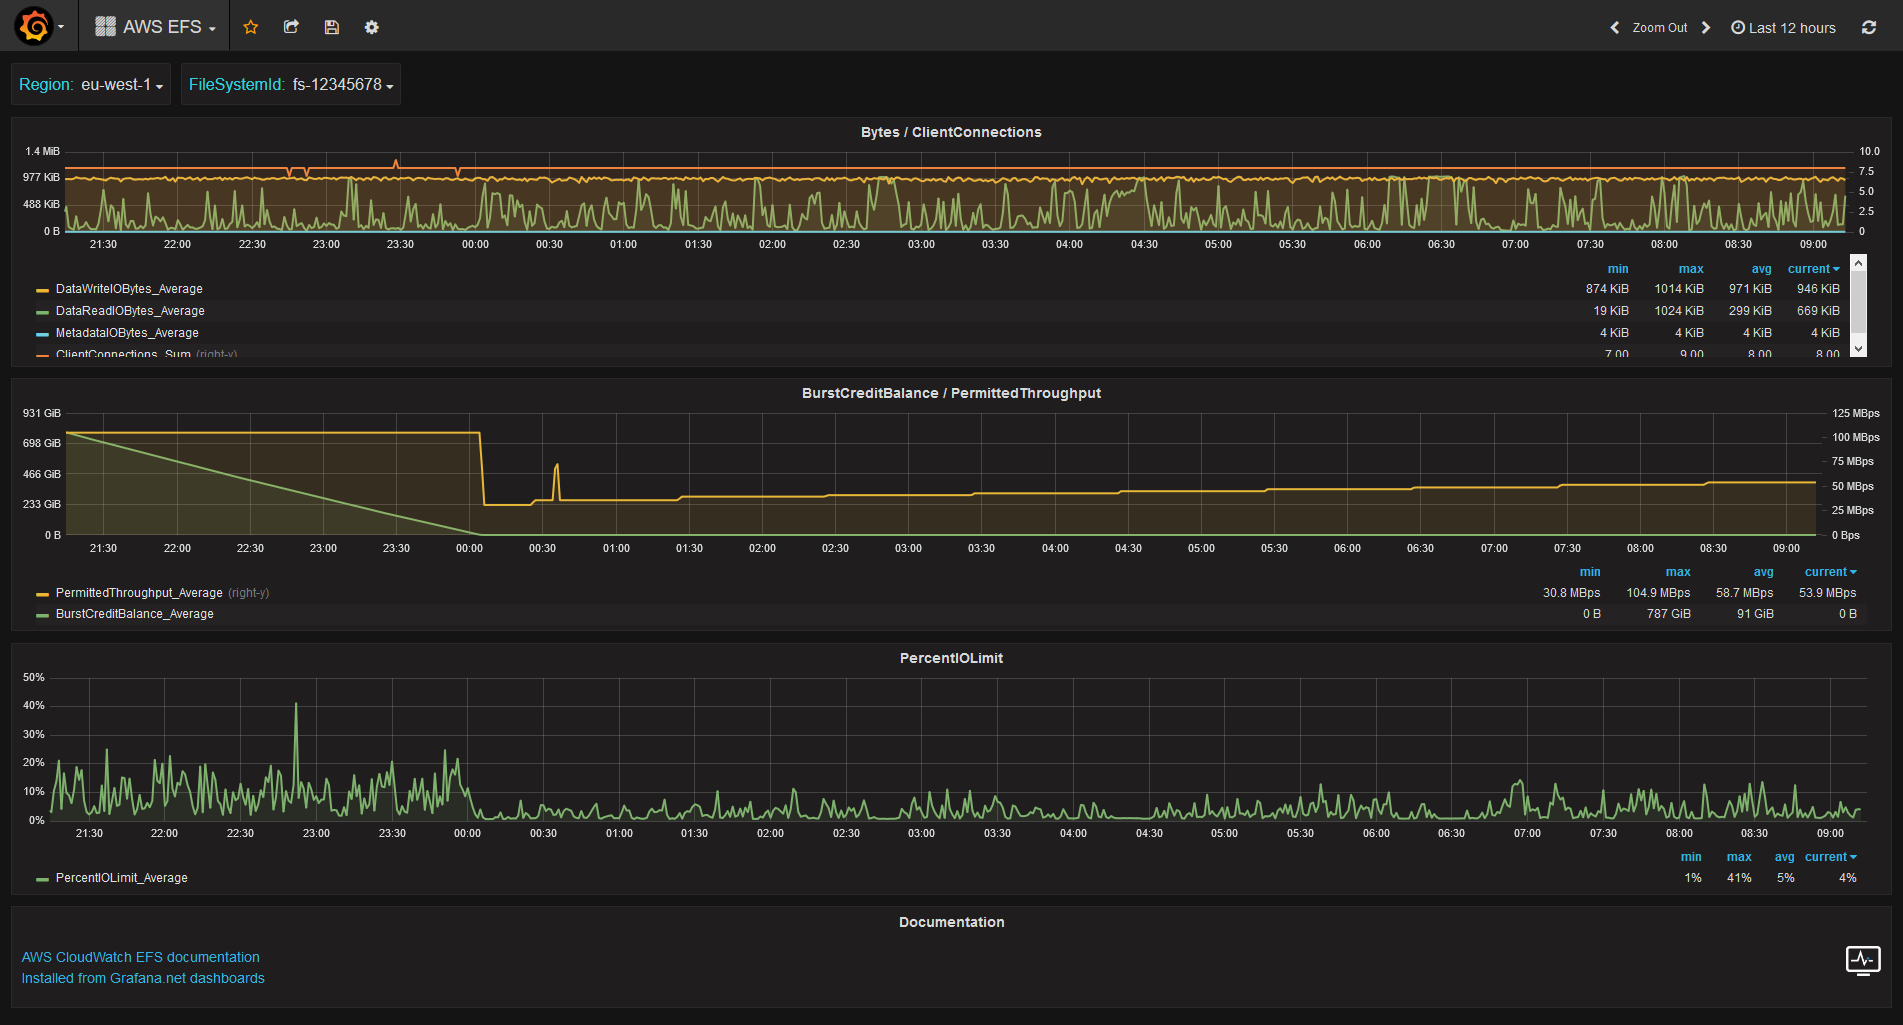 AWS EFS
Zoom Out
Last 12 hours
Region: eu-west-1
FileSystemId: fs-12345678
Bytes / ClientConnections
1.4 MiB
977 KiB
488 KiB
0 B
10.0
7.5
5.0
2.5
0
21:30 22:00 22:30 23:00 23:30 00:00 00:30 01:00 01:30 02:00 02:30 03:00 03:30 04:00 04:30 05:00 05:30 06:00 06:30 07:00 07:30 08:00 08:30 09:00
min max avg current
DataWriteIOBytes_Average 874 KiB 1014 KiB 971 KiB 946 KiB
DataReadIOBytes_Average 19 KiB 1024 KiB 299 KiB 669 KiB
MetadataIOBytes_Average 4 KiB 4 KiB 4 KiB 4 KiB
ClientConnections_Sum (right-y) 7.00 9.00 8.00 8.00
BurstCreditBalance / PermittedThroughput
931 GiB
698 GiB
466 GiB
233 GiB
0 B
125 MBps
100 MBps
75 MBps
50 MBps
25 MBps
0 Bps
21:30 22:00 22:30 23:00 23:30 00:00 00:30 01:00 01:30 02:00 02:30 03:00 03:30 04:00 04:30 05:00 05:30 06:00 06:30 07:00 07:30 08:00 08:30 09:00
min max avg current
PermittedThroughput_Average (right-y) 30.8 MBps 104.9 MBps 58.7 MBps 53.9 MBps
BurstCreditBalance_Average 0 B 787 GiB 91 GiB 0 B
PercentIOLimit
50%
40%
30%
20%
10%
0%
21:30 22:00 22:30 23:00 23:30 00:00 00:30 01:00 01:30 02:00 02:30 03:00 03:30 04:00 04:30 05:00 05:30 06:00 06:30 07:00 07:30 08:00 08:30 09:00
min max avg current
PercentIOLimit_Average 1% 41% 5% 4%
Documentation
AWS CloudWatch EFS documentation
Installed from Grafana.net dashboards